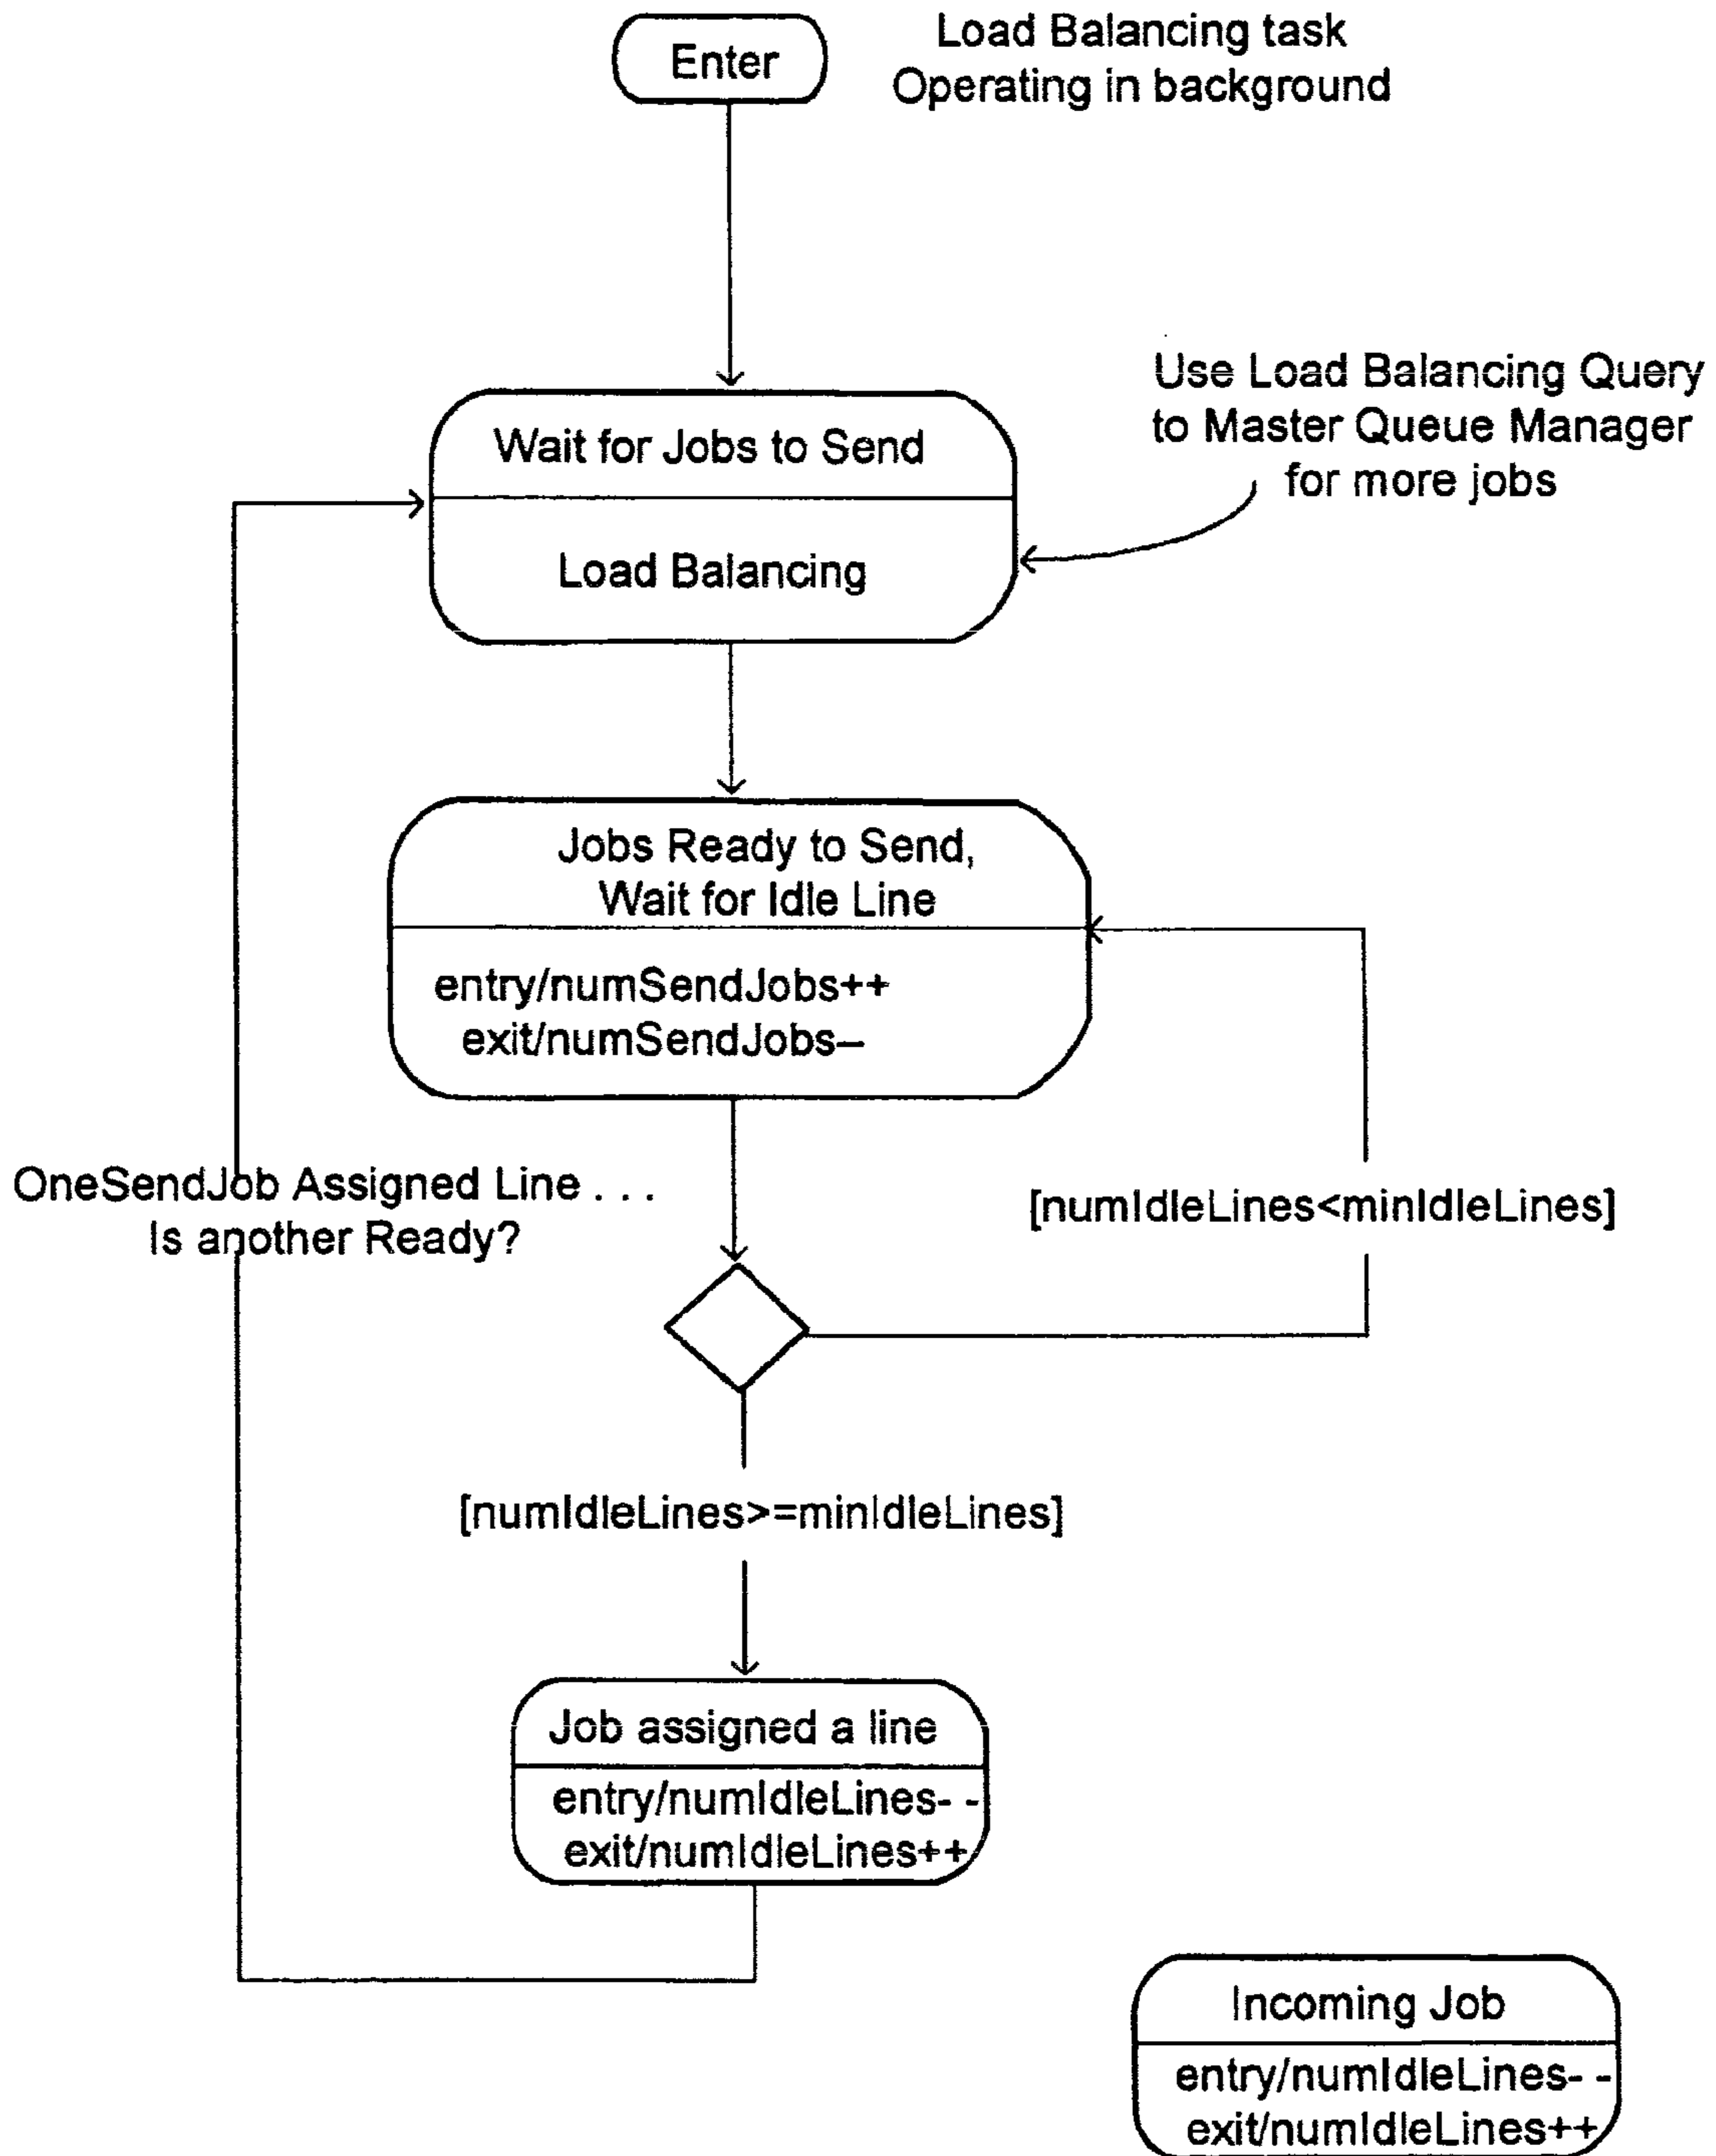 Enter
Load Balancing task
Operating in background
Use Load Balancing Query
to Master Queue Manager
for more jobs
Wait for Jobs to Send
Load Balancing
Jobs Ready to Send,
Wait for Idle Line
entry/numSendJobs++
exit/numSendJobs–
OneSendJob Assigned Line . . .
Is another Ready?
[numIdleLines<minIdleLines]
[numIdleLines>=minIdleLines]
Job assigned a line
entry/numIdleLines- -
exit/numIdleLines++
Incoming Job
entry/numIdleLines- -
exit/numIdleLines++